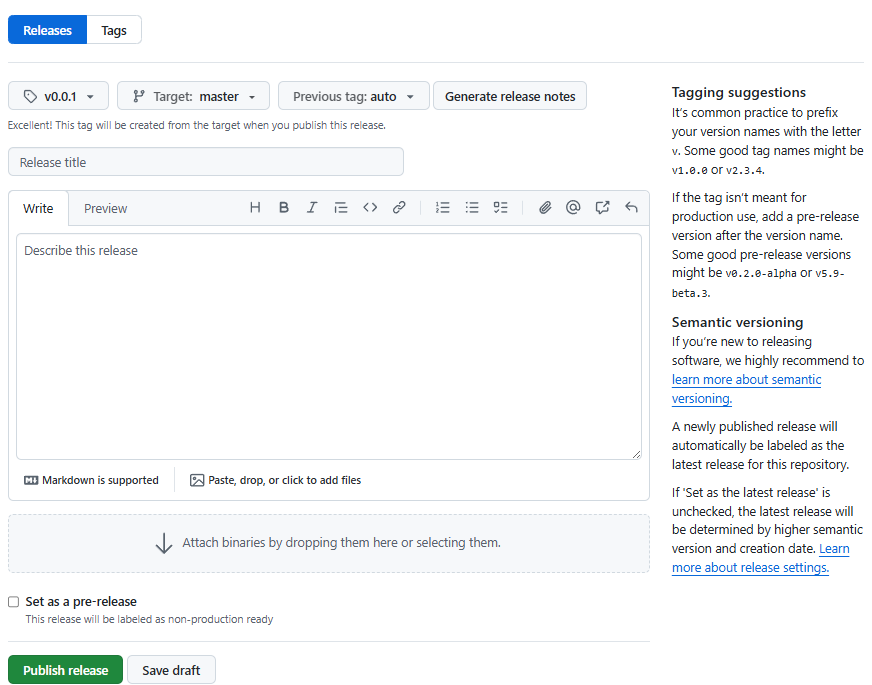 Releases Tags
v0.0.1 Target: master Previous tag: auto Generate release notes
Excellent! This tag will be created from the target when you publish this release.
Release title
Write Preview
Describe this release
Markdown is supported Paste, drop, or click to add files
Attach binaries by dropping them here or selecting them.
Set as a pre-release
This release will be labeled as non-production ready
Publish release Save draft
Tagging suggestions
It's common practice to prefix
your version names with the letter
v. Some good tag names might be
v1.0.0 or v2.3.4.
If the tag isn't meant for
production use, add a pre-release
version after the version name.
Some good pre-release versions
might be v0.2.0-alpha or v5.9-
beta.3.
Semantic versioning
If you're new to releasing
software, we highly recommend to
learn more about semantic
versioning.
A newly published release will
automatically be labeled as the
latest release for this repository.
If 'Set as the latest release' is
unchecked, the latest release will
be determined by higher semantic
version and creation date. Learn
more about release settings.